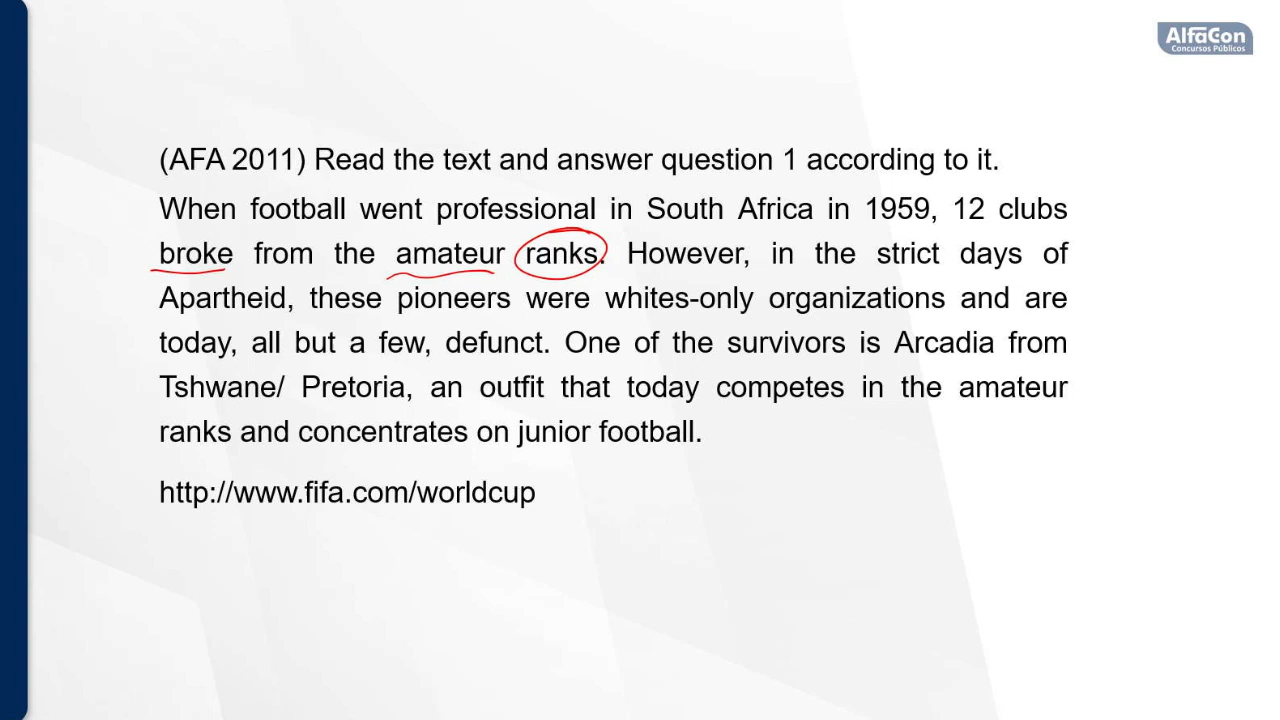 AlfaCon
Concursos Públicos
(AFA 2011) Read the text and answer question 1 according to it.
When football went professional in South Africa in 1959, 12 clubs
broke from the amateur ranks. However, in the strict days of
Apartheid, these pioneers were whites-only organizations and are
today, all but a few, defunct. One of the survivors is Arcadia from
Tshwane/ Pretoria, an outfit that today competes in the amateur
ranks and concentrates on junior football.
http://www.fifa.com/worldcup